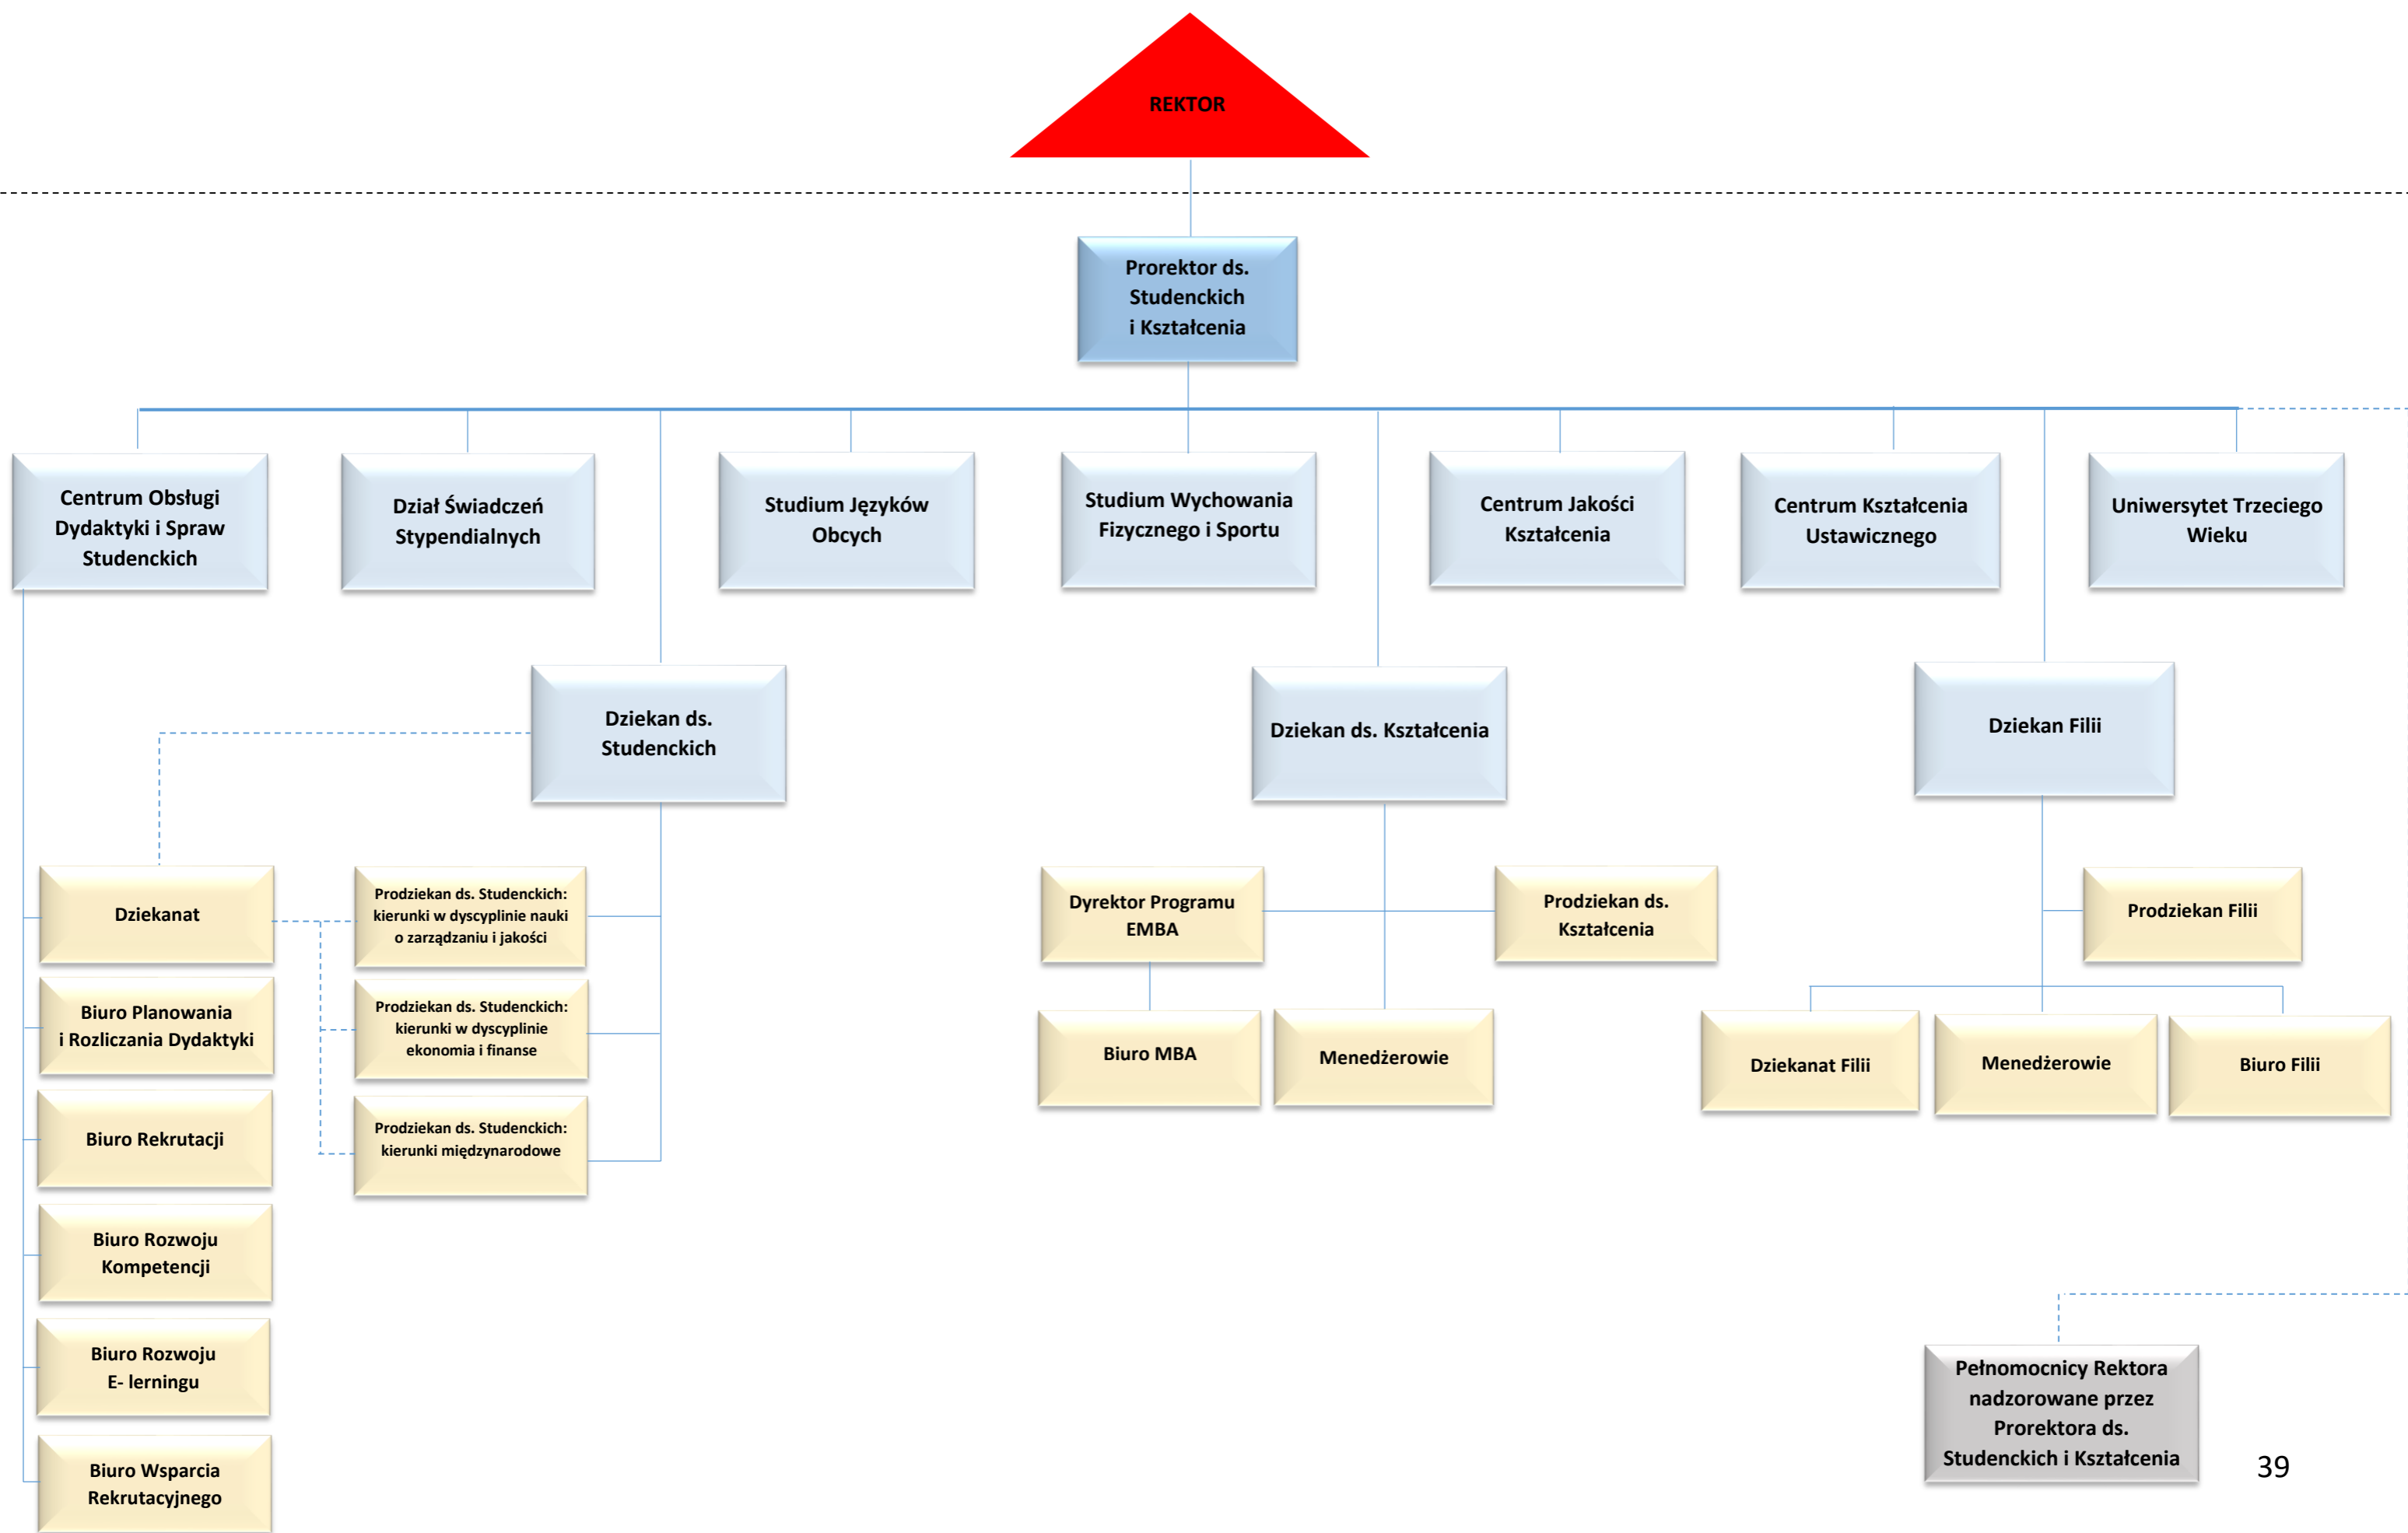 REKTOR
Prorektor ds.
Studenckich
i Kształcenia
Centrum Obsługi
Dydaktyki i Spraw
Studenckich
Dział Świadczeń
Stypendialnych
Studium Języków
Obcych
Studium Wychowania
Fizycznego i Sportu
Centrum Jakości
Kształcenia
Centrum Kształcenia
Ustawicznego
Uniwersytet Trzeciego
Wieku
Dziekan ds.
Studenckich
Dziekan ds. Kształcenia
Dziekan Filii
Dziekanat
Prodziekan ds. Studenckich:
kierunki w dyscyplinie nauki
o zarządzaniu i jakości
Dyrektor Programu
EMBA
Prodziekan ds.
Kształcenia
Prodziekan Filii
Biuro Planowania
i Rozliczania Dydaktyki
Prodziekan ds. Studenckich:
kierunki w dyscyplinie
ekonomia i finanse
Biuro MBA
Menedżerowie
Dziekanat Filii
Menedżerowie
Biuro Filii
Biuro Rekrutacji
Prodziekan ds. Studenckich:
kierunki międzynarodowe
Biuro Rozwoju
Kompetencji
Biuro Rozwoju
E- lerningu
Pełnomocnicy Rektora
nadzorowane przez
Prorektora ds.
Studenckich i Kształcenia
Biuro Wsparcia
Rekrutacyjnego
39